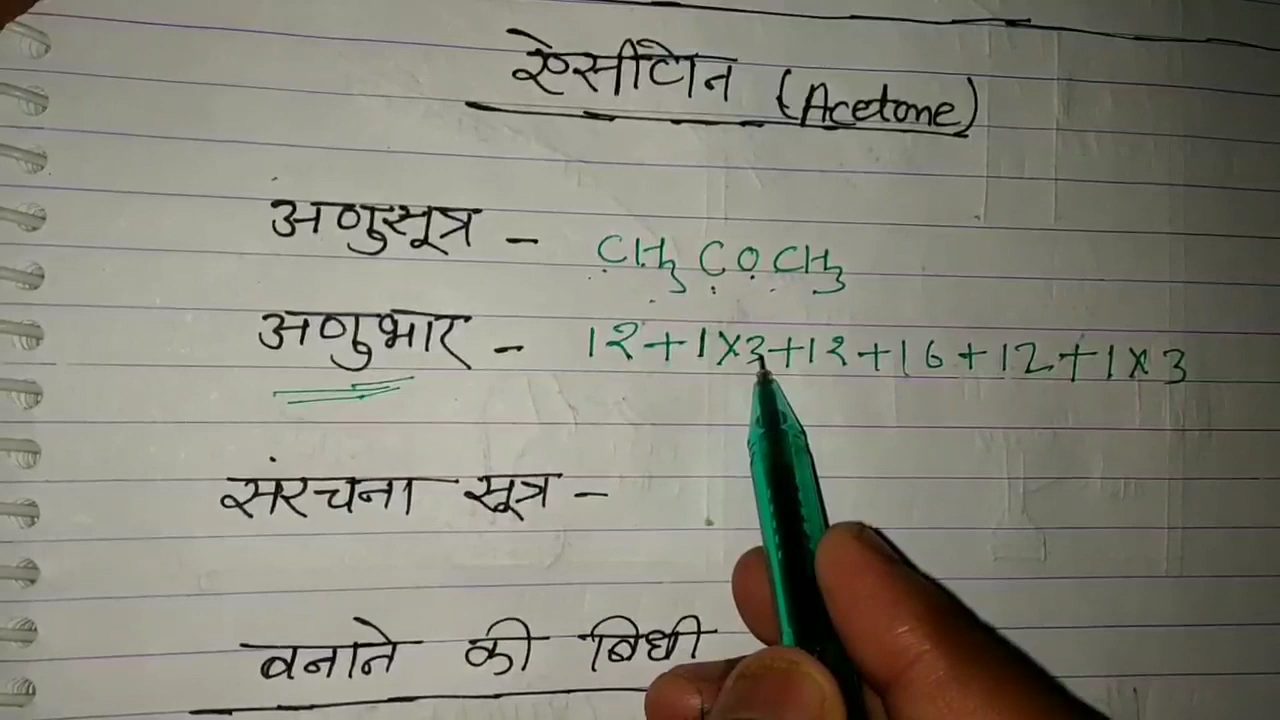 ऐसीटोन (Acetone)
अणुसूत्र - CH3COCH3
अणुभार - 12+1×3+12+16+12+1×3
संरचना सूत्र -
बनाने की बिधी